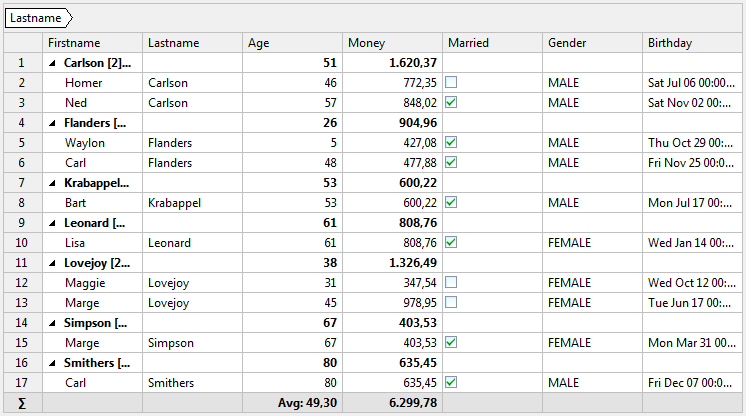 Lastname
Firstname Lastname Age Money Married Gender Birthday
1 Carlson [2]... 51 1.620,37
2 Homer Carlson 46 772,35 MALE Sat Jul 06 00:00...
3 Ned Carlson 57 848,02 MALE Sat Nov 02 00:00...
4 Flanders [... 26 904,96
5 Waylon Flanders 5 427,08 MALE Thu Oct 29 00:...
6 Carl Flanders 48 477,88 MALE Fri Nov 25 00:0...
7 Krabappel... 53 600,22
8 Bart Krabappel 53 600,22 MALE Mon Jul 17 00:...
9 Leonard [... 61 808,76
10 Lisa Leonard 61 808,76 FEMALE Wed Jan 14 00:...
11 Lovejoy [2... 38 1.326,49
12 Maggie Lovejoy 31 347,54 FEMALE Wed Oct 12 00:...
13 Marge Lovejoy 45 978,95 FEMALE Tue Jun 17 00:...
14 Simpson [... 67 403,53
15 Marge Simpson 67 403,53 FEMALE Mon Mar 31 00:...
16 Smithers [... 80 635,45
17 Carl Smithers 80 635,45 MALE Fri Dec 07 00:0...
Σ Avg: 49,30 6.299,78